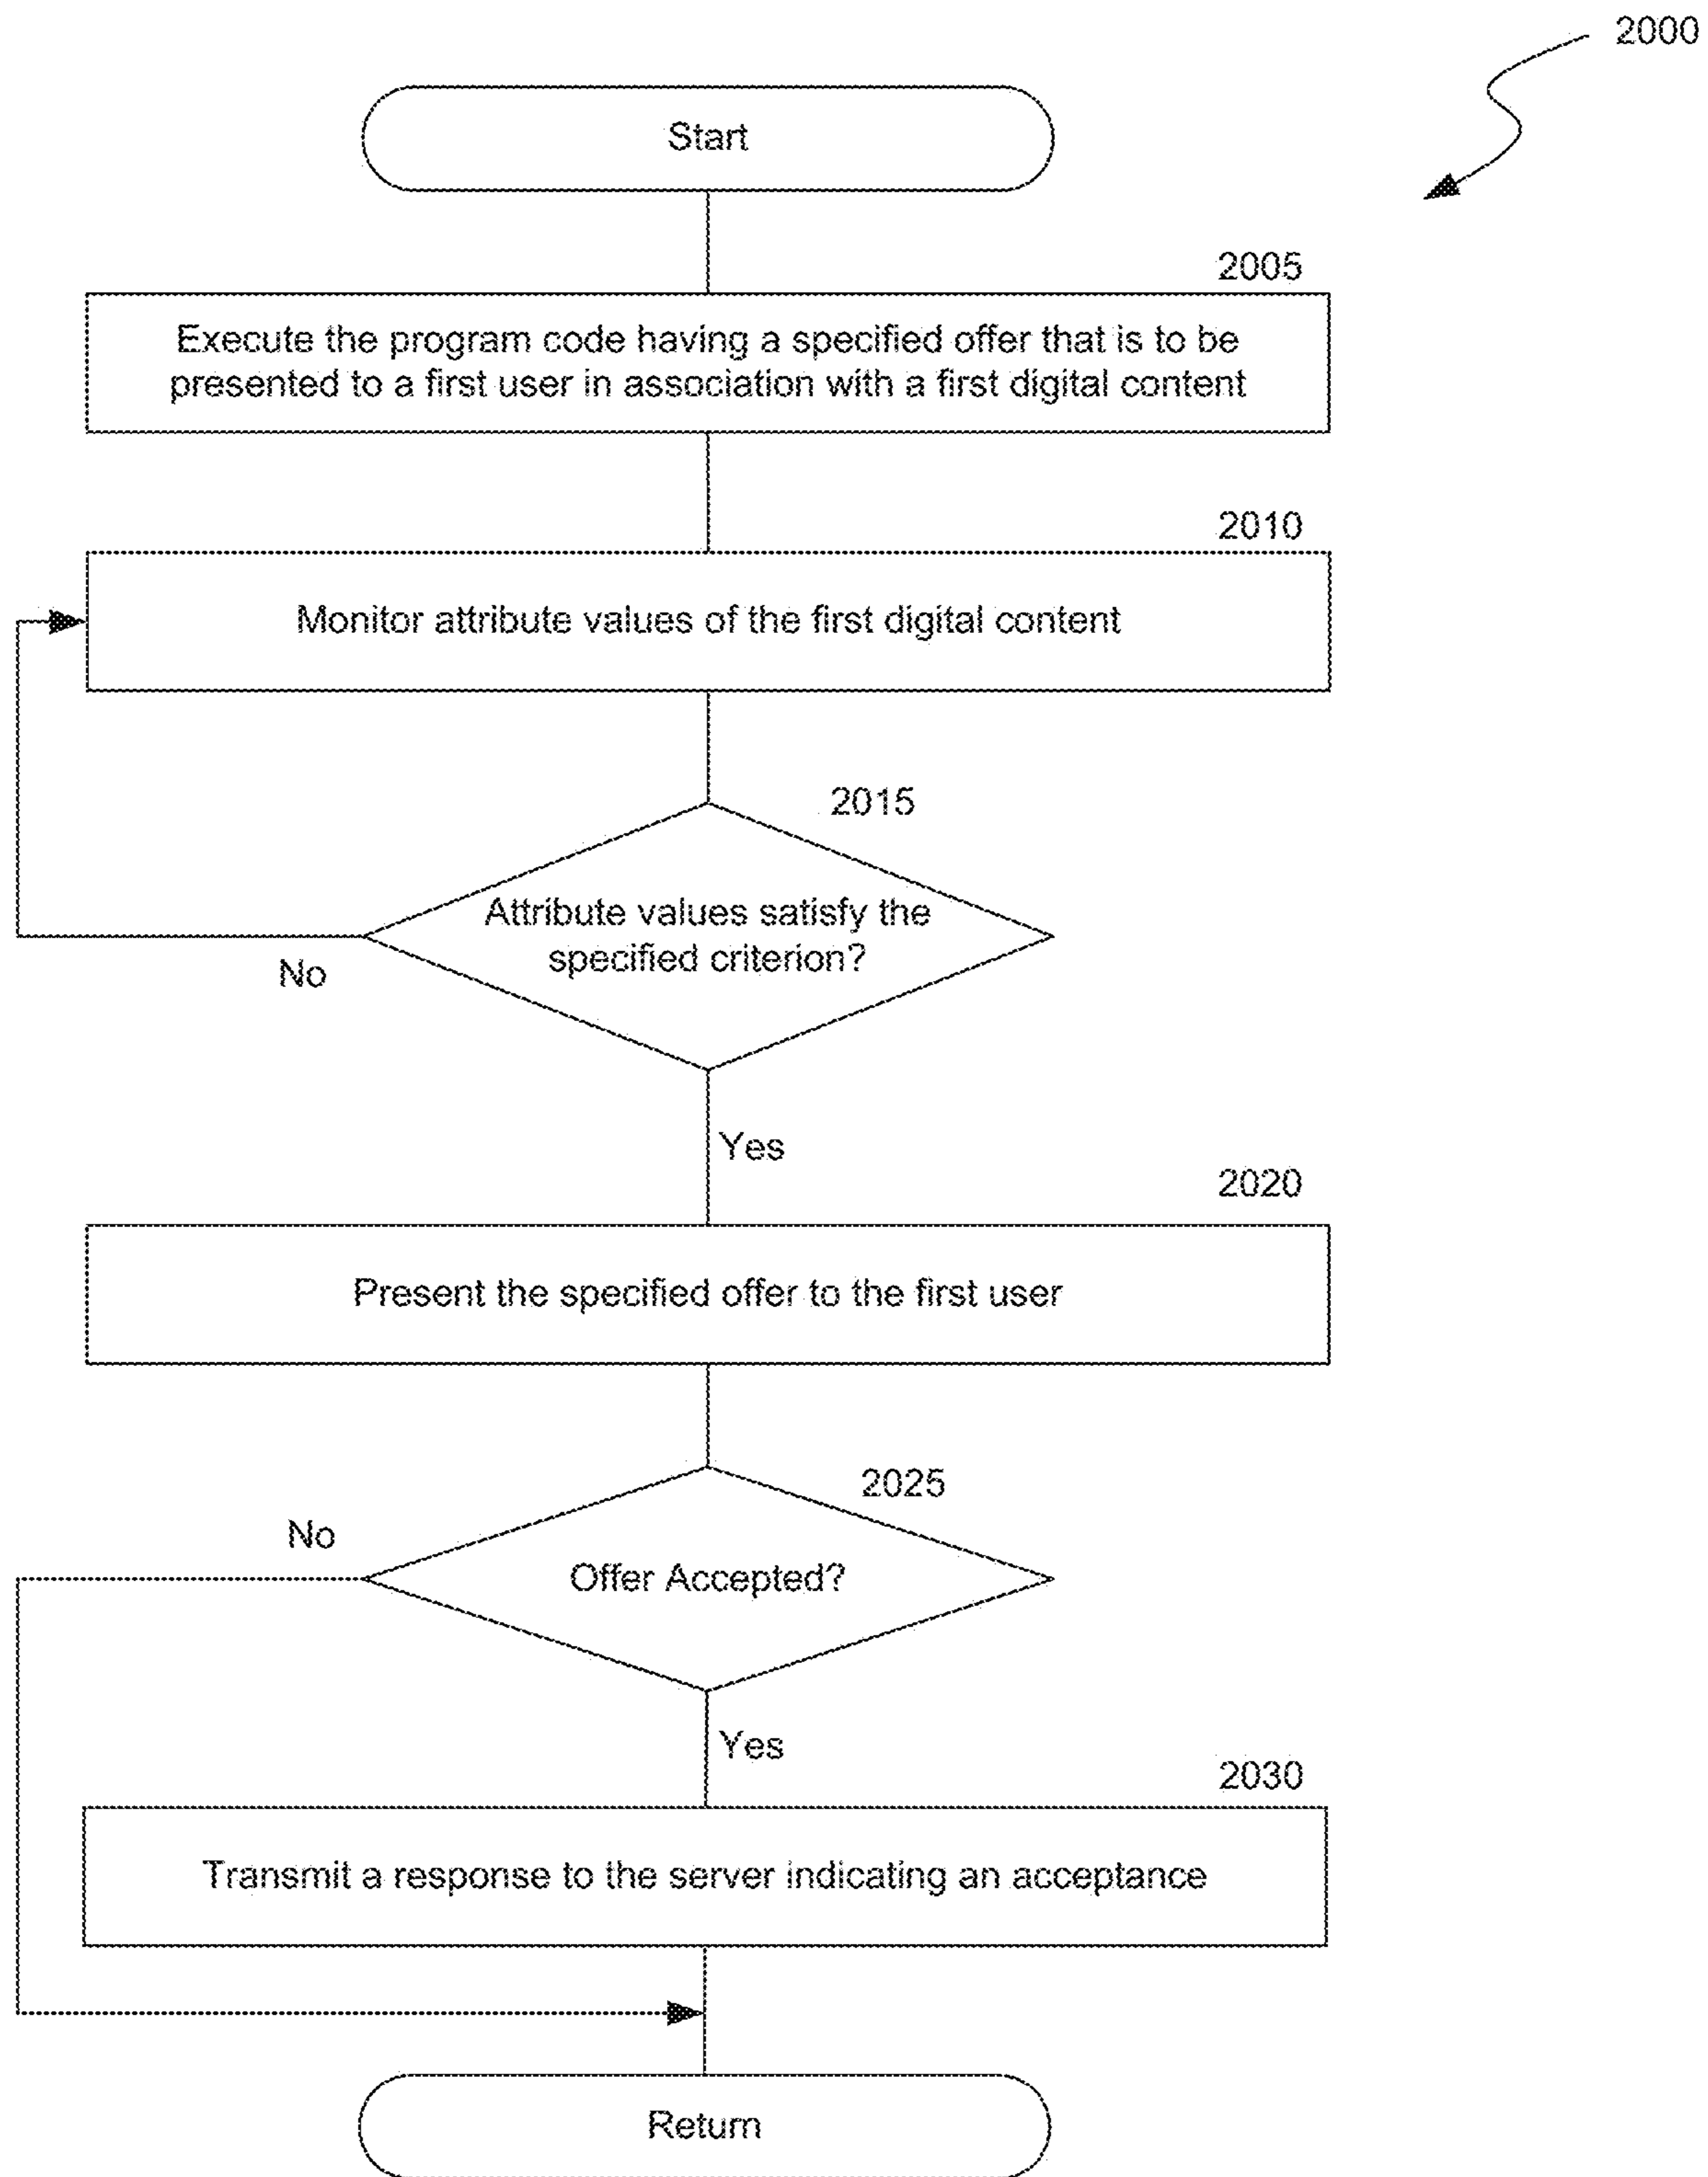 2000
Start
2005
Execute the program code having a specified offer that is to be
presented to a first user in association with a first digital content
2010
Monitor attribute values of the first digital content
2015
Attribute values satisfy the
specified criterion?
No
Yes
2020
Present the specified offer to the first user
2025
No
Offer Accepted?
Yes
2030
Transmit a response to the server indicating an acceptance
Return